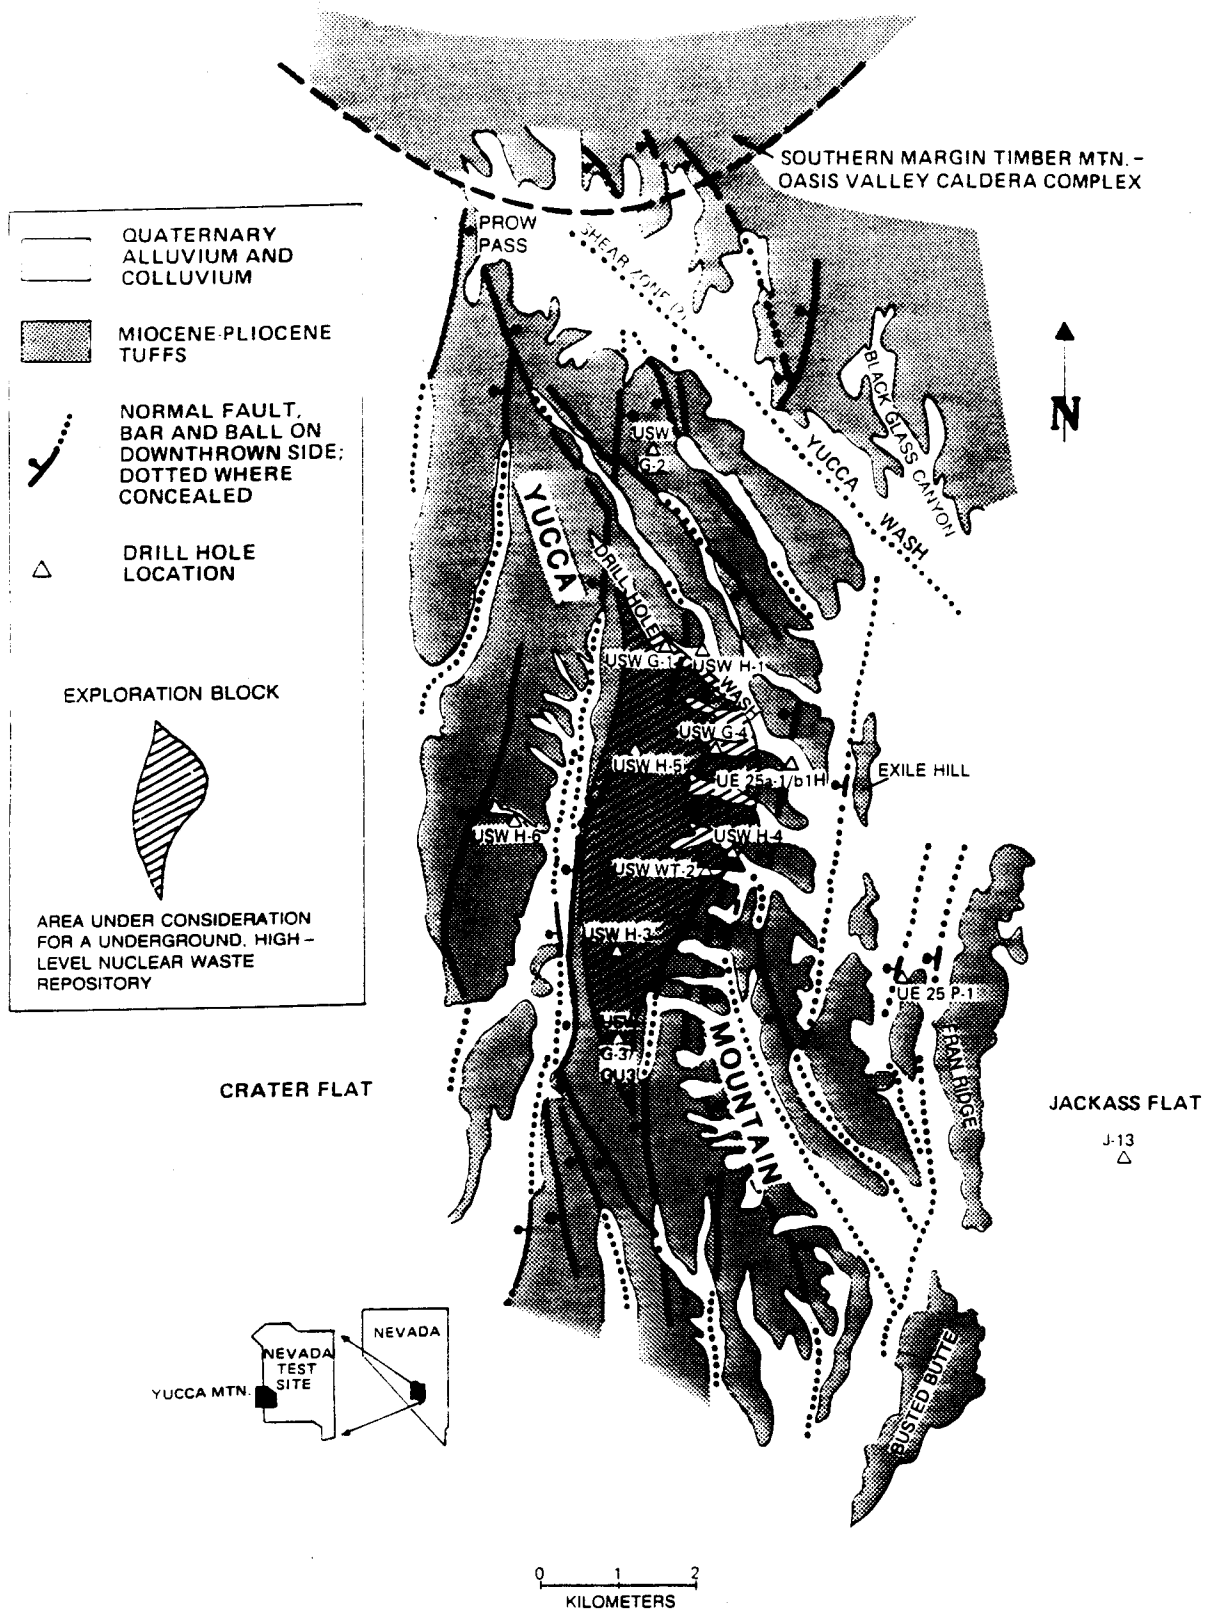 SOUTHERN MARGIN TIMBER MTN.–
OASIS VALLEY CALDERA COMPLEX
PROW
PASS
SHEAR ZONE (?)
QUATERNARY
ALLUVIUM AND
COLLUVIUM
MIOCENE-PLIOCENE
TUFFS
NORMAL FAULT,
BAR AND BALL ON
DOWNTHROWN SIDE;
DOTTED WHERE
CONCEALED
DRILL HOLE
LOCATION
EXPLORATION BLOCK
AREA UNDER CONSIDERATION
FOR A UNDERGROUND, HIGH–
LEVEL NUCLEAR WASTE
REPOSITORY
N
BLACK GLASS CANYON
YUCCA
WASH
USW
G-2
YUCCA
DRILL HOLE
WASH
USW G-1
USW H-1
USW G-4
USW H-5
UE 25a-1/b1H
EXILE HILL
USW H-6
USW H-4
USW WT-2
USW H-3
UE 25 P-1
USW
G-3/
GU3
MOUNTAIN
FRAN RIDGE
CRATER FLAT
JACKASS FLAT
J-13
BUSTED BUTTE
NEVADA
NEVADA
TEST
SITE
YUCCA MTN.
0 1 2
KILOMETERS